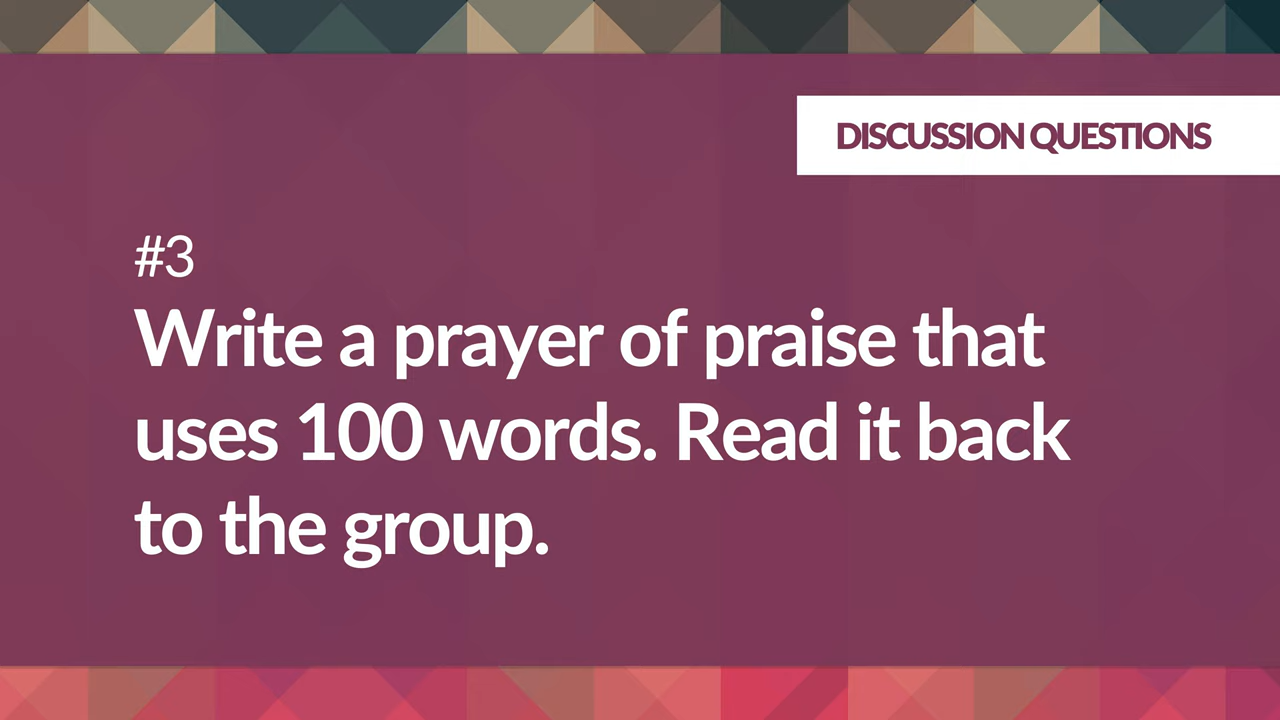 DISCUSSION QUESTIONS
#3
Write a prayer of praise that
uses 100 words. Read it back
to the group.